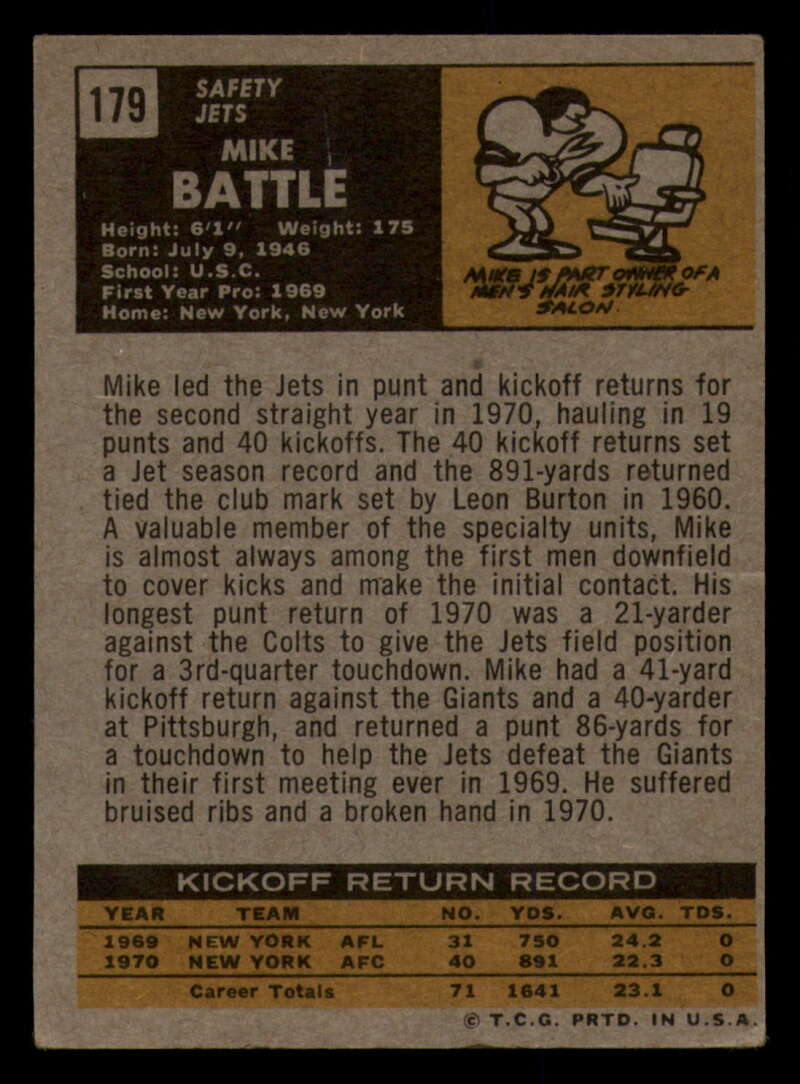 179
SAFETY
JETS
MIKE
BATTLE
Height: 6'1" Weight: 175
Born: July 9, 1946
School: U.S.C.
First Year Pro: 1969
Home: New York, New York
MIKE IS PART OWNER OF A
MEN'S HAIR STYLING
SALON.
Mike led the Jets in punt and kickoff returns for
the second straight year in 1970, hauling in 19
punts and 40 kickoffs. The 40 kickoff returns set
a Jet season record and the 891-yards returned
tied the club mark set by Leon Burton in 1960.
A valuable member of the specialty units, Mike
is almost always among the first men downfield
to cover kicks and make the initial contact. His
longest punt return of 1970 was a 21-yarder
against the Colts to give the Jets field position
for a 3rd-quarter touchdown. Mike had a 41-yard
kickoff return against the Giants and a 40-yarder
at Pittsburgh, and returned a punt 86-yards for
a touchdown to help the Jets defeat the Giants
in their first meeting ever in 1969. He suffered
bruised ribs and a broken hand in 1970.
KICKOFF RETURN RECORD
YEAR TEAM NO. YDS. AVG. TDS.
1969 NEW YORK AFL 31 750 24.2 0
1970 NEW YORK AFC 40 891 22.3 0
Career Totals 71 1641 23.1 0
© T.C.G. PRTD. IN U.S.A.